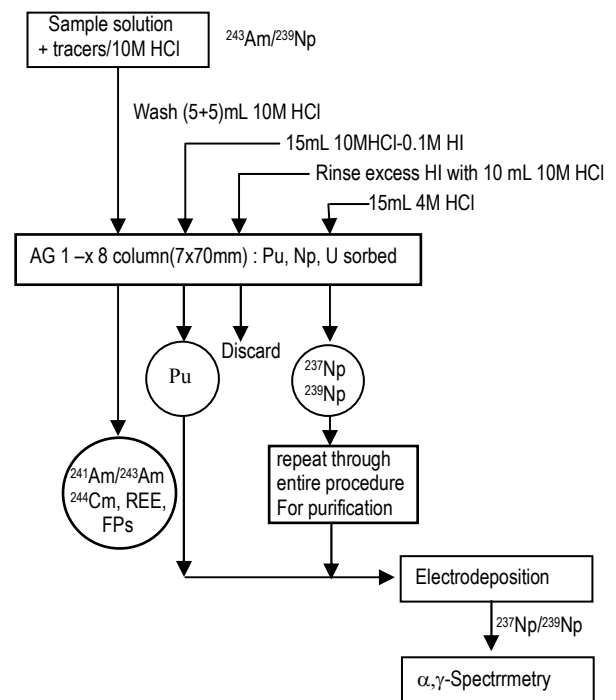 Sample solution
+ tracers/10M HCl
²⁴³Am/²³⁹Np
Wash (5+5)mL 10M HCl
15mL 10MHCl-0.1M HI
Rinse excess HI with 10 mL 10M HCl
15mL 4M HCl
AG 1 –x 8 column(7x70mm) : Pu, Np, U sorbed
Discard
Pu
²³⁷Np
²³⁹Np
²⁴¹Am/²⁴³Am
²⁴⁴Cm, REE,
FPs
repeat through
entire procedure
For purification
Electrodeposition
²³⁷Np/²³⁹Np
α,γ-Spectrrmetry